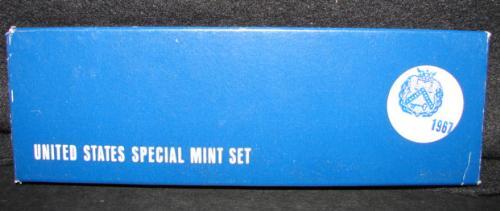 1967
UNITED STATES SPECIAL MINT SET